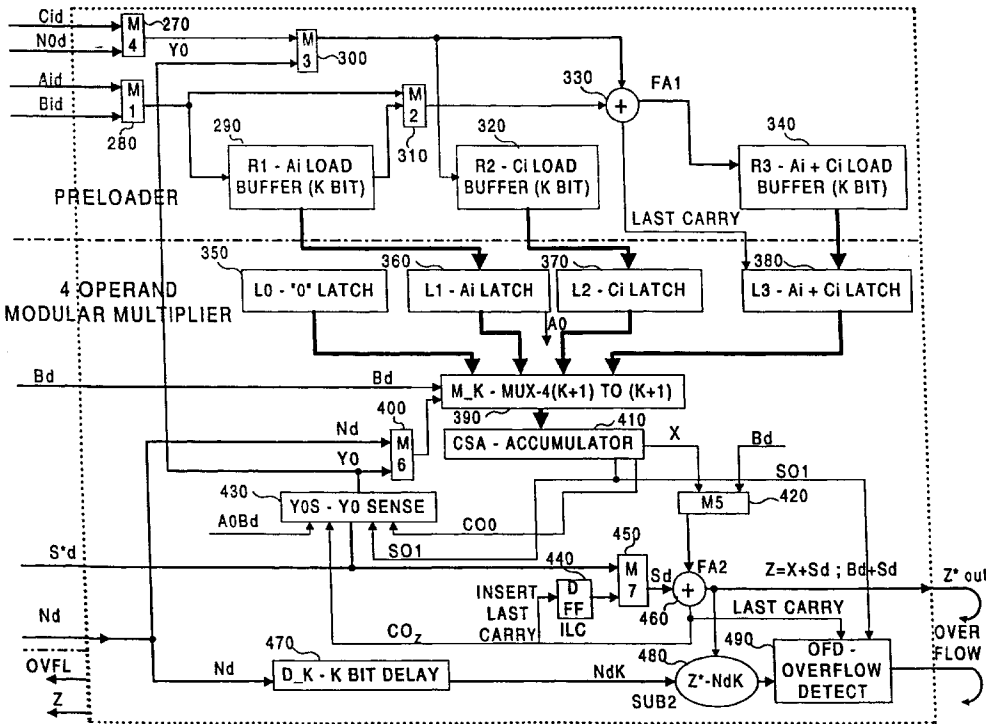 Cid
M
4
270
N0d
Y0
M
3
300
Aid
M
1
Bid
280
M
2
310
330
+
FA1
290
R1 - Ai LOAD
BUFFER (K BIT)
320
R2 - Ci LOAD
BUFFER (K BIT)
340
R3 - Ai + Ci LOAD
BUFFER (K BIT)
PRELOADER
LAST CARRY
350
L0 - "0" LATCH
360
L1 - Ai LATCH
370
L2 - Ci LATCH
380
L3 - Ai + Ci LATCH
4 OPERAND
MODULAR MULTIPLIER
A0
Bd
Bd
M_K - MUX-4(K+1) TO (K+1)
390
400
M
6
Nd
Y0
410
CSA - ACCUMULATOR
X
Bd
SO1
M5
420
430
Y0S - Y0 SENSE
A0Bd
CO0
SO1
450
M
7
S*d
440
D
FF
ILC
INSERT
LAST
CARRY
Sd
FA2
+
460
Z=X+Sd ; Bd+Sd
Z* out
LAST CARRY
COz
Nd
OVER
FLOW
490
OFD -
OVERFLOW
DETECT
OVFL
Z
470
Nd
D_K - K BIT DELAY
NdK
480
Z*-NdK
SUB2